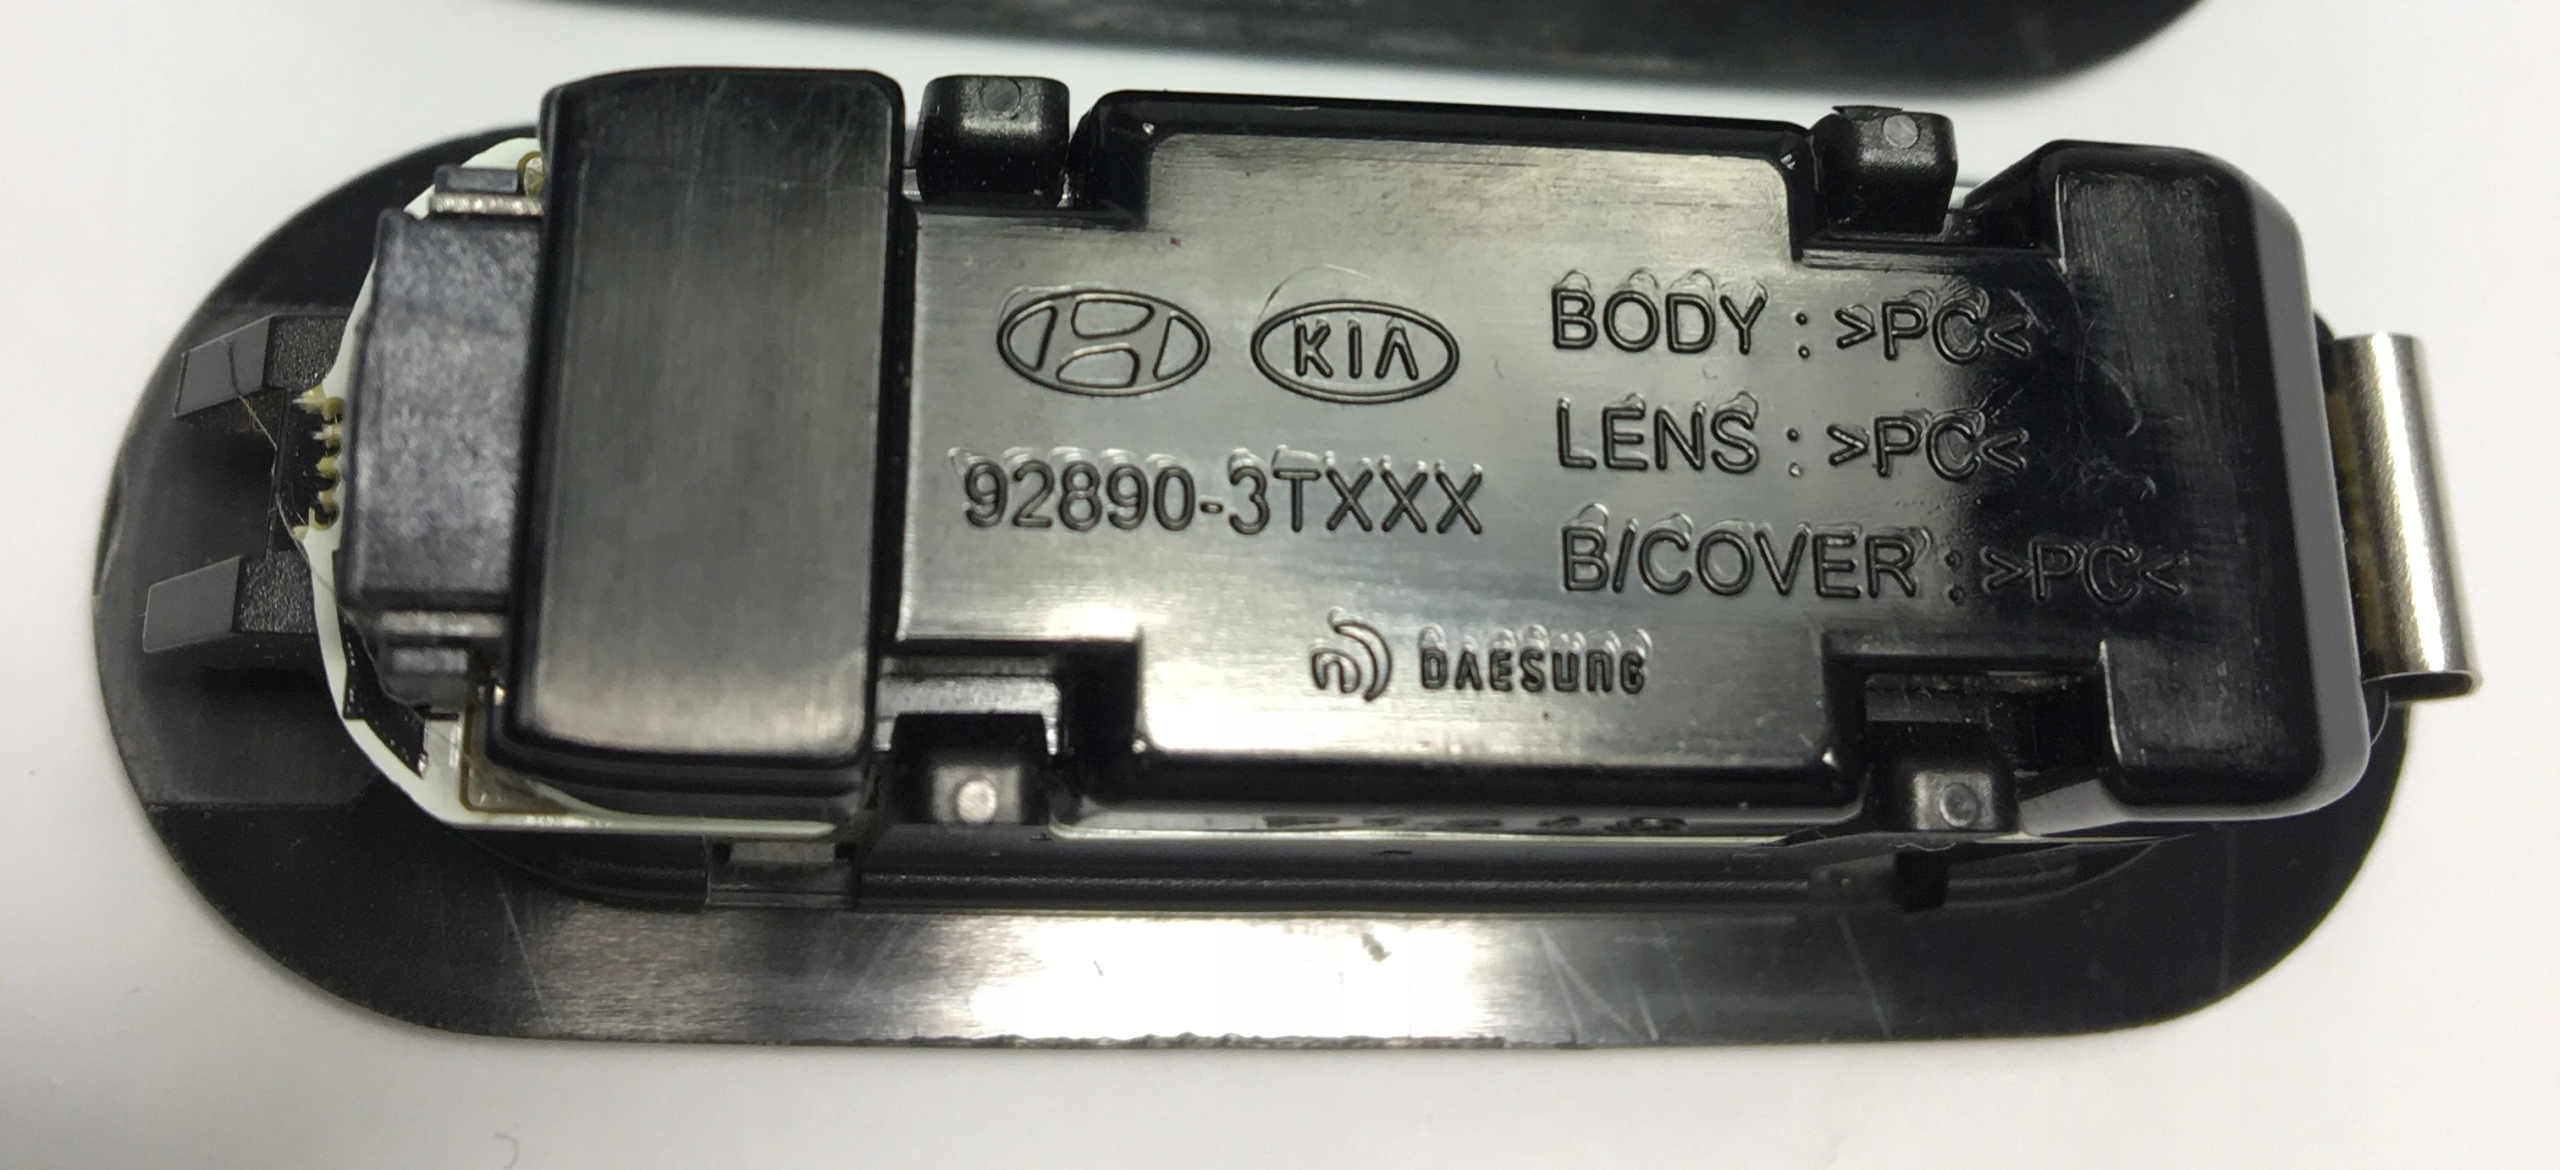 KIA
92890-3TXXX
BODY : >PC<
LENS : >PC<
B/COVER : >PC<
DAESUNG